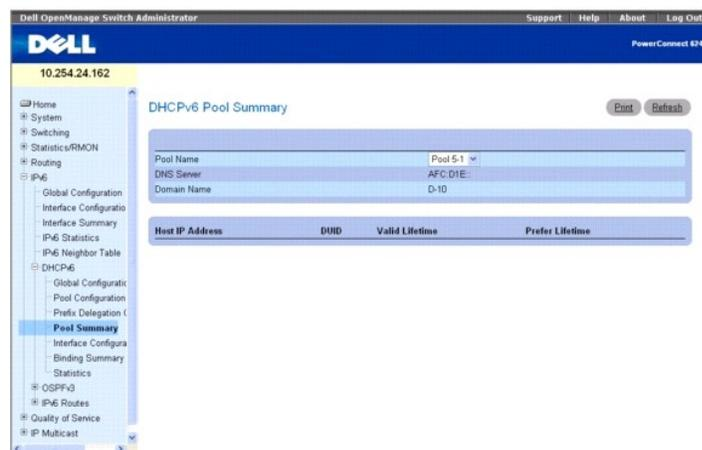 Dell OpenManage Switch Administrator
Support Help About Log Out
DELL
PowerConnect 624
10.254.24.162
Home
System
Switching
Statistics/RMON
Routing
IPv6
Global Configuration
Interface Configuratio
Interface Summary
IPv6 Statistics
IPv6 Neighbor Table
DHCPv6
Global Configuratic
Pool Configuration
Prefix Delegation (
Pool Summary
Interface Configura
Binding Summary
Statistics
OSPFv3
IPv6 Routes
Quality of Service
IP Multicast
DHCPv6 Pool Summary
Print Refresh
Pool Name Pool 5-1
DNS Server AFC:D1E::
Domain Name D-10
Host IP Address DUID Valid Lifetime Prefer Lifetime